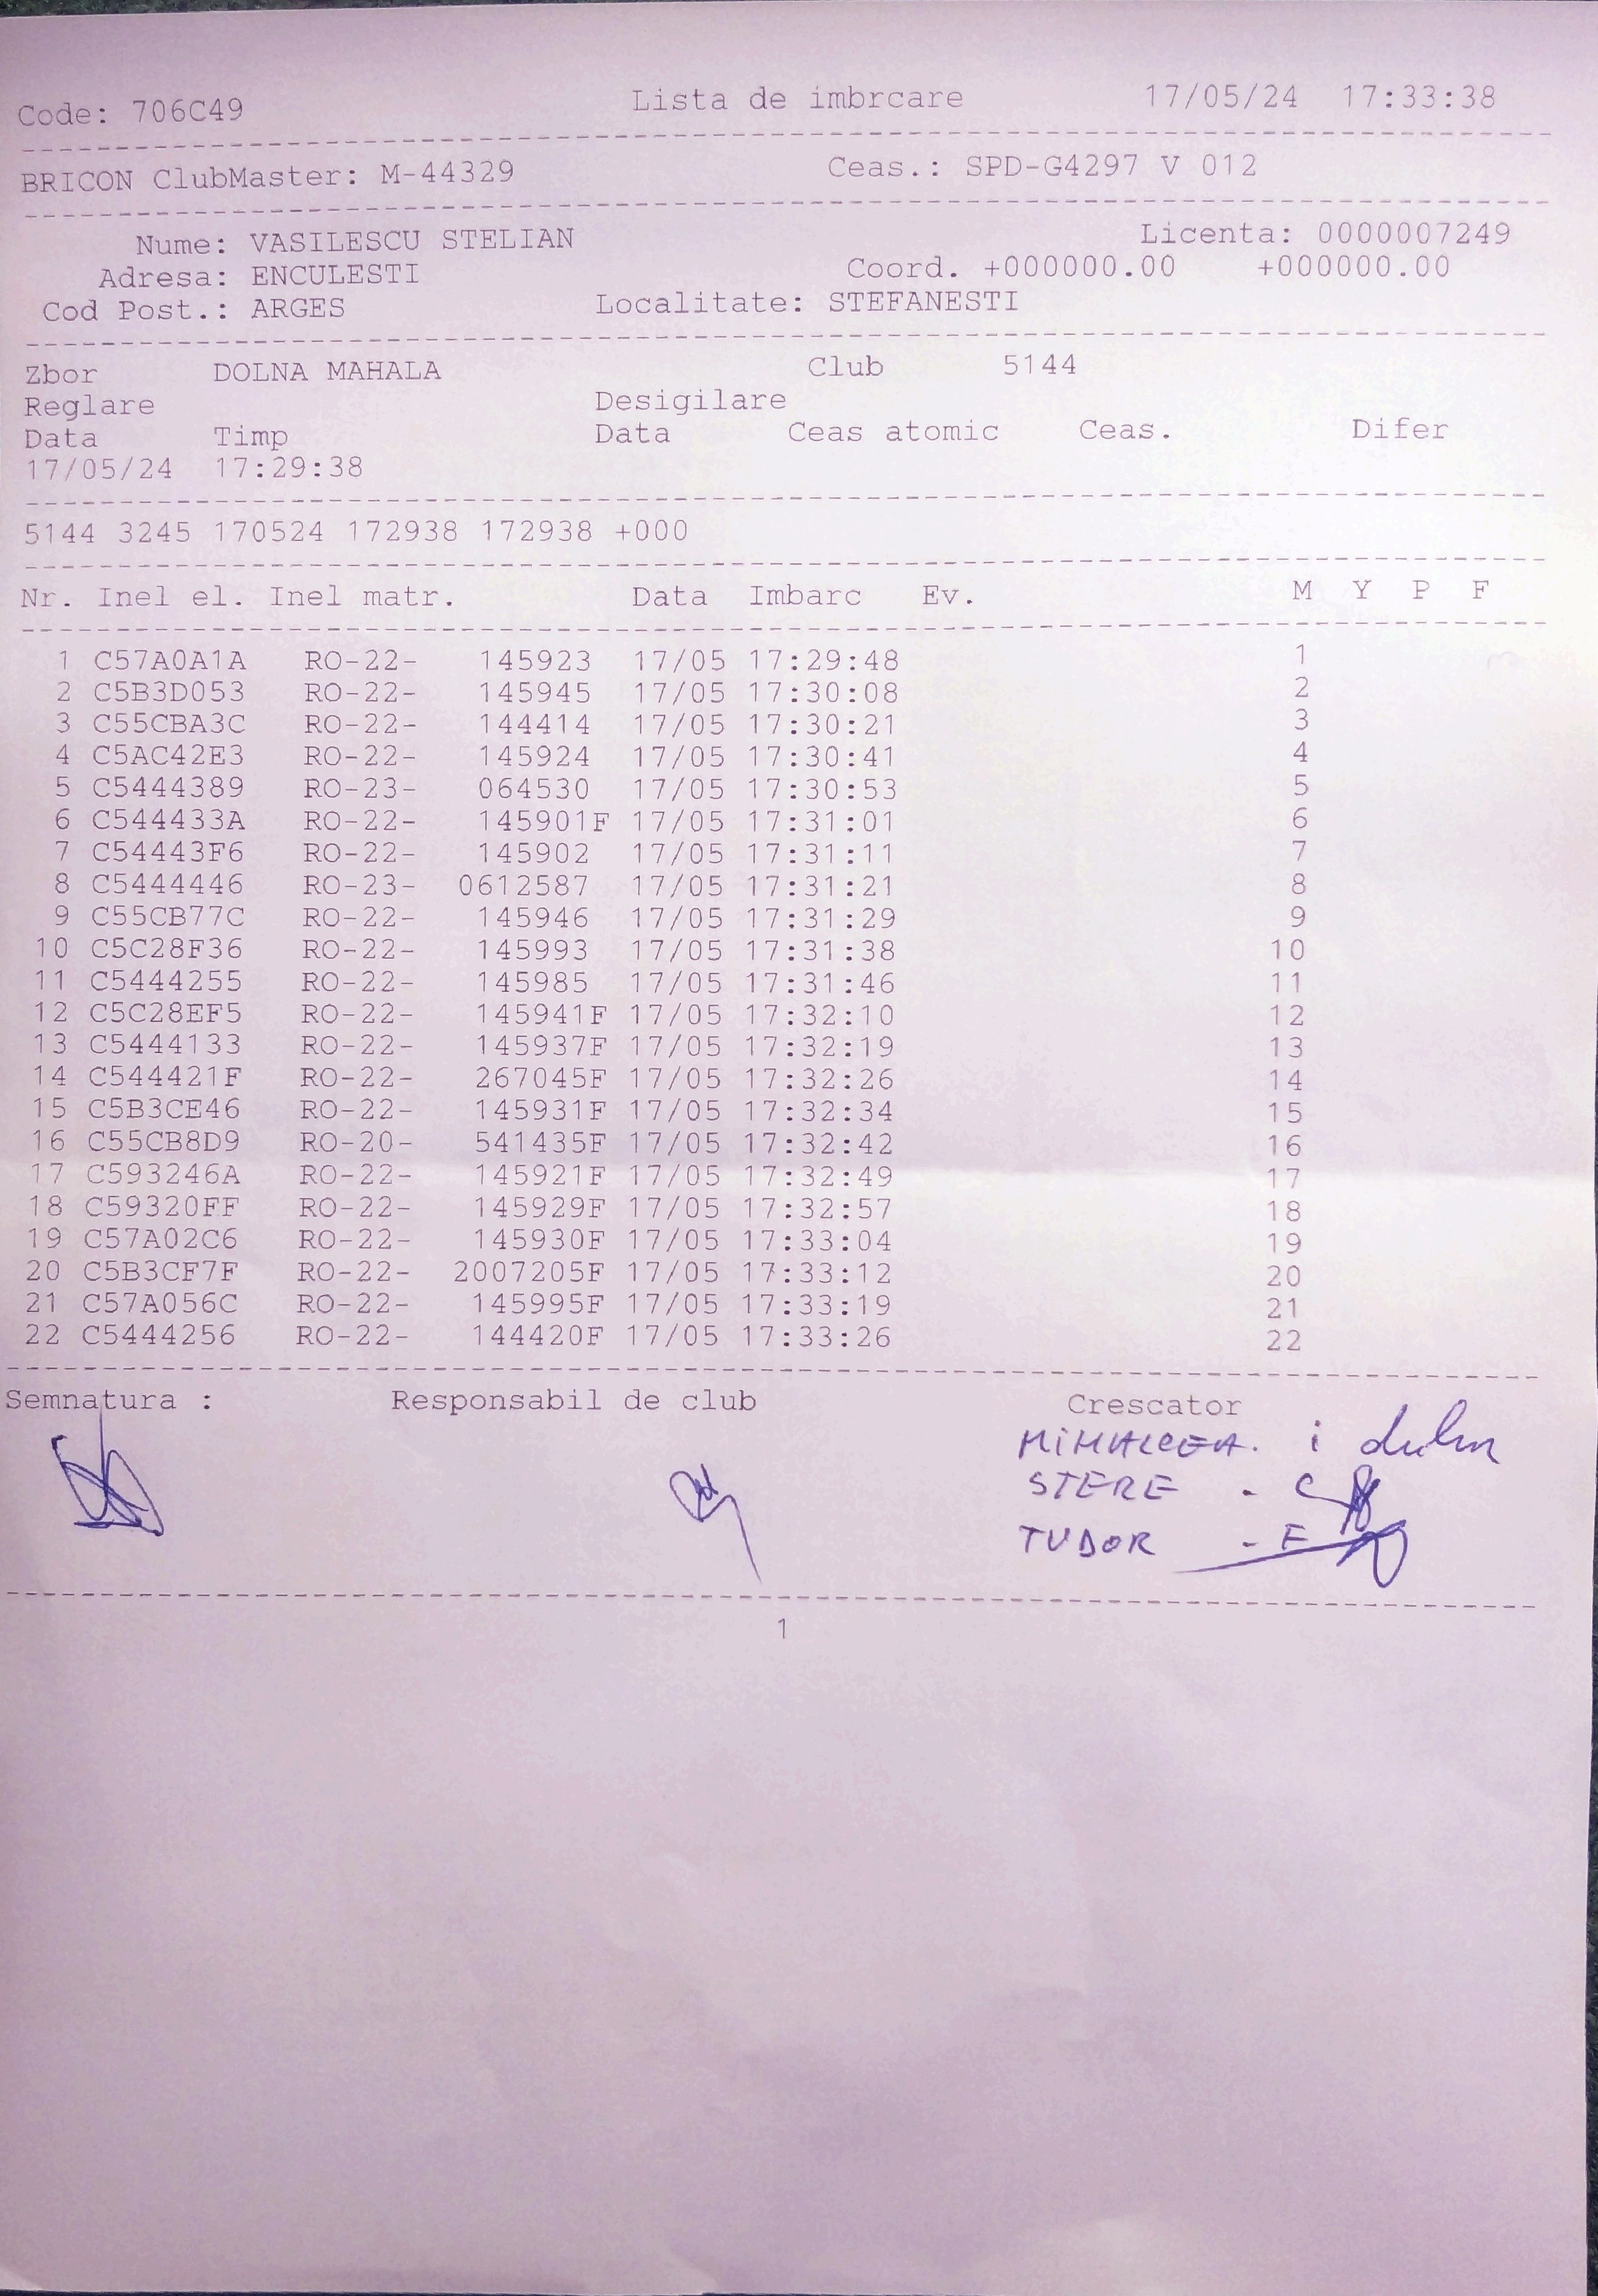 Code: 706C49 Lista de imbrcare 17/05/24 17:33:38
BRICON ClubMaster: M-44329 Ceas.: SPD-G4297 V 012
Nume: VASILESCU STELIAN Licenta: 0000007249
Adresa: ENCULESTI Coord. +000000.00 +000000.00
Cod Post.: ARGES Localitate: STEFANESTI
Zbor DOLNA MAHALA Club 5144
Reglare Desigilare
Data Timp Data Ceas atomic Ceas. Difer
17/05/24 17:29:38
5144 3245 170524 172938 172938 +000
Nr. Inel el. Inel matr. Data Imbarc Ev. M Y P F
1 C57A0A1A RO-22- 145923 17/05 17:29:48 1
2 C5B3D053 RO-22- 145945 17/05 17:30:08 2
3 C55CBA3C RO-22- 144414 17/05 17:30:21 3
4 C5AC42E3 RO-22- 145924 17/05 17:30:41 4
5 C5444389 RO-23- 064530 17/05 17:30:53 5
6 C544433A RO-22- 145901F 17/05 17:31:01 6
7 C54443F6 RO-22- 145902 17/05 17:31:11 7
8 C5444446 RO-23- 0612587 17/05 17:31:21 8
9 C55CB77C RO-22- 145946 17/05 17:31:29 9
10 C5C28F36 RO-22- 145993 17/05 17:31:38 10
11 C5444255 RO-22- 145985 17/05 17:31:46 11
12 C5C28EF5 RO-22- 145941F 17/05 17:32:10 12
13 C5444133 RO-22- 145937F 17/05 17:32:19 13
14 C544421F RO-22- 267045F 17/05 17:32:26 14
15 C5B3CE46 RO-22- 145931F 17/05 17:32:34 15
16 C55CB8D9 RO-20- 541435F 17/05 17:32:42 16
17 C593246A RO-22- 145921F 17/05 17:32:49 17
18 C59320FF RO-22- 145929F 17/05 17:32:57 18
19 C57A02C6 RO-22- 145930F 17/05 17:33:04 19
20 C5B3CF7F RO-22- 2007205F 17/05 17:33:12 20
21 C57A056C RO-22- 145995F 17/05 17:33:19 21
22 C5444256 RO-22- 144420F 17/05 17:33:26 22
Semnatura : Responsabil de club Crescator
MIHALCEA. i
STERE - C
TUDOR - F
1